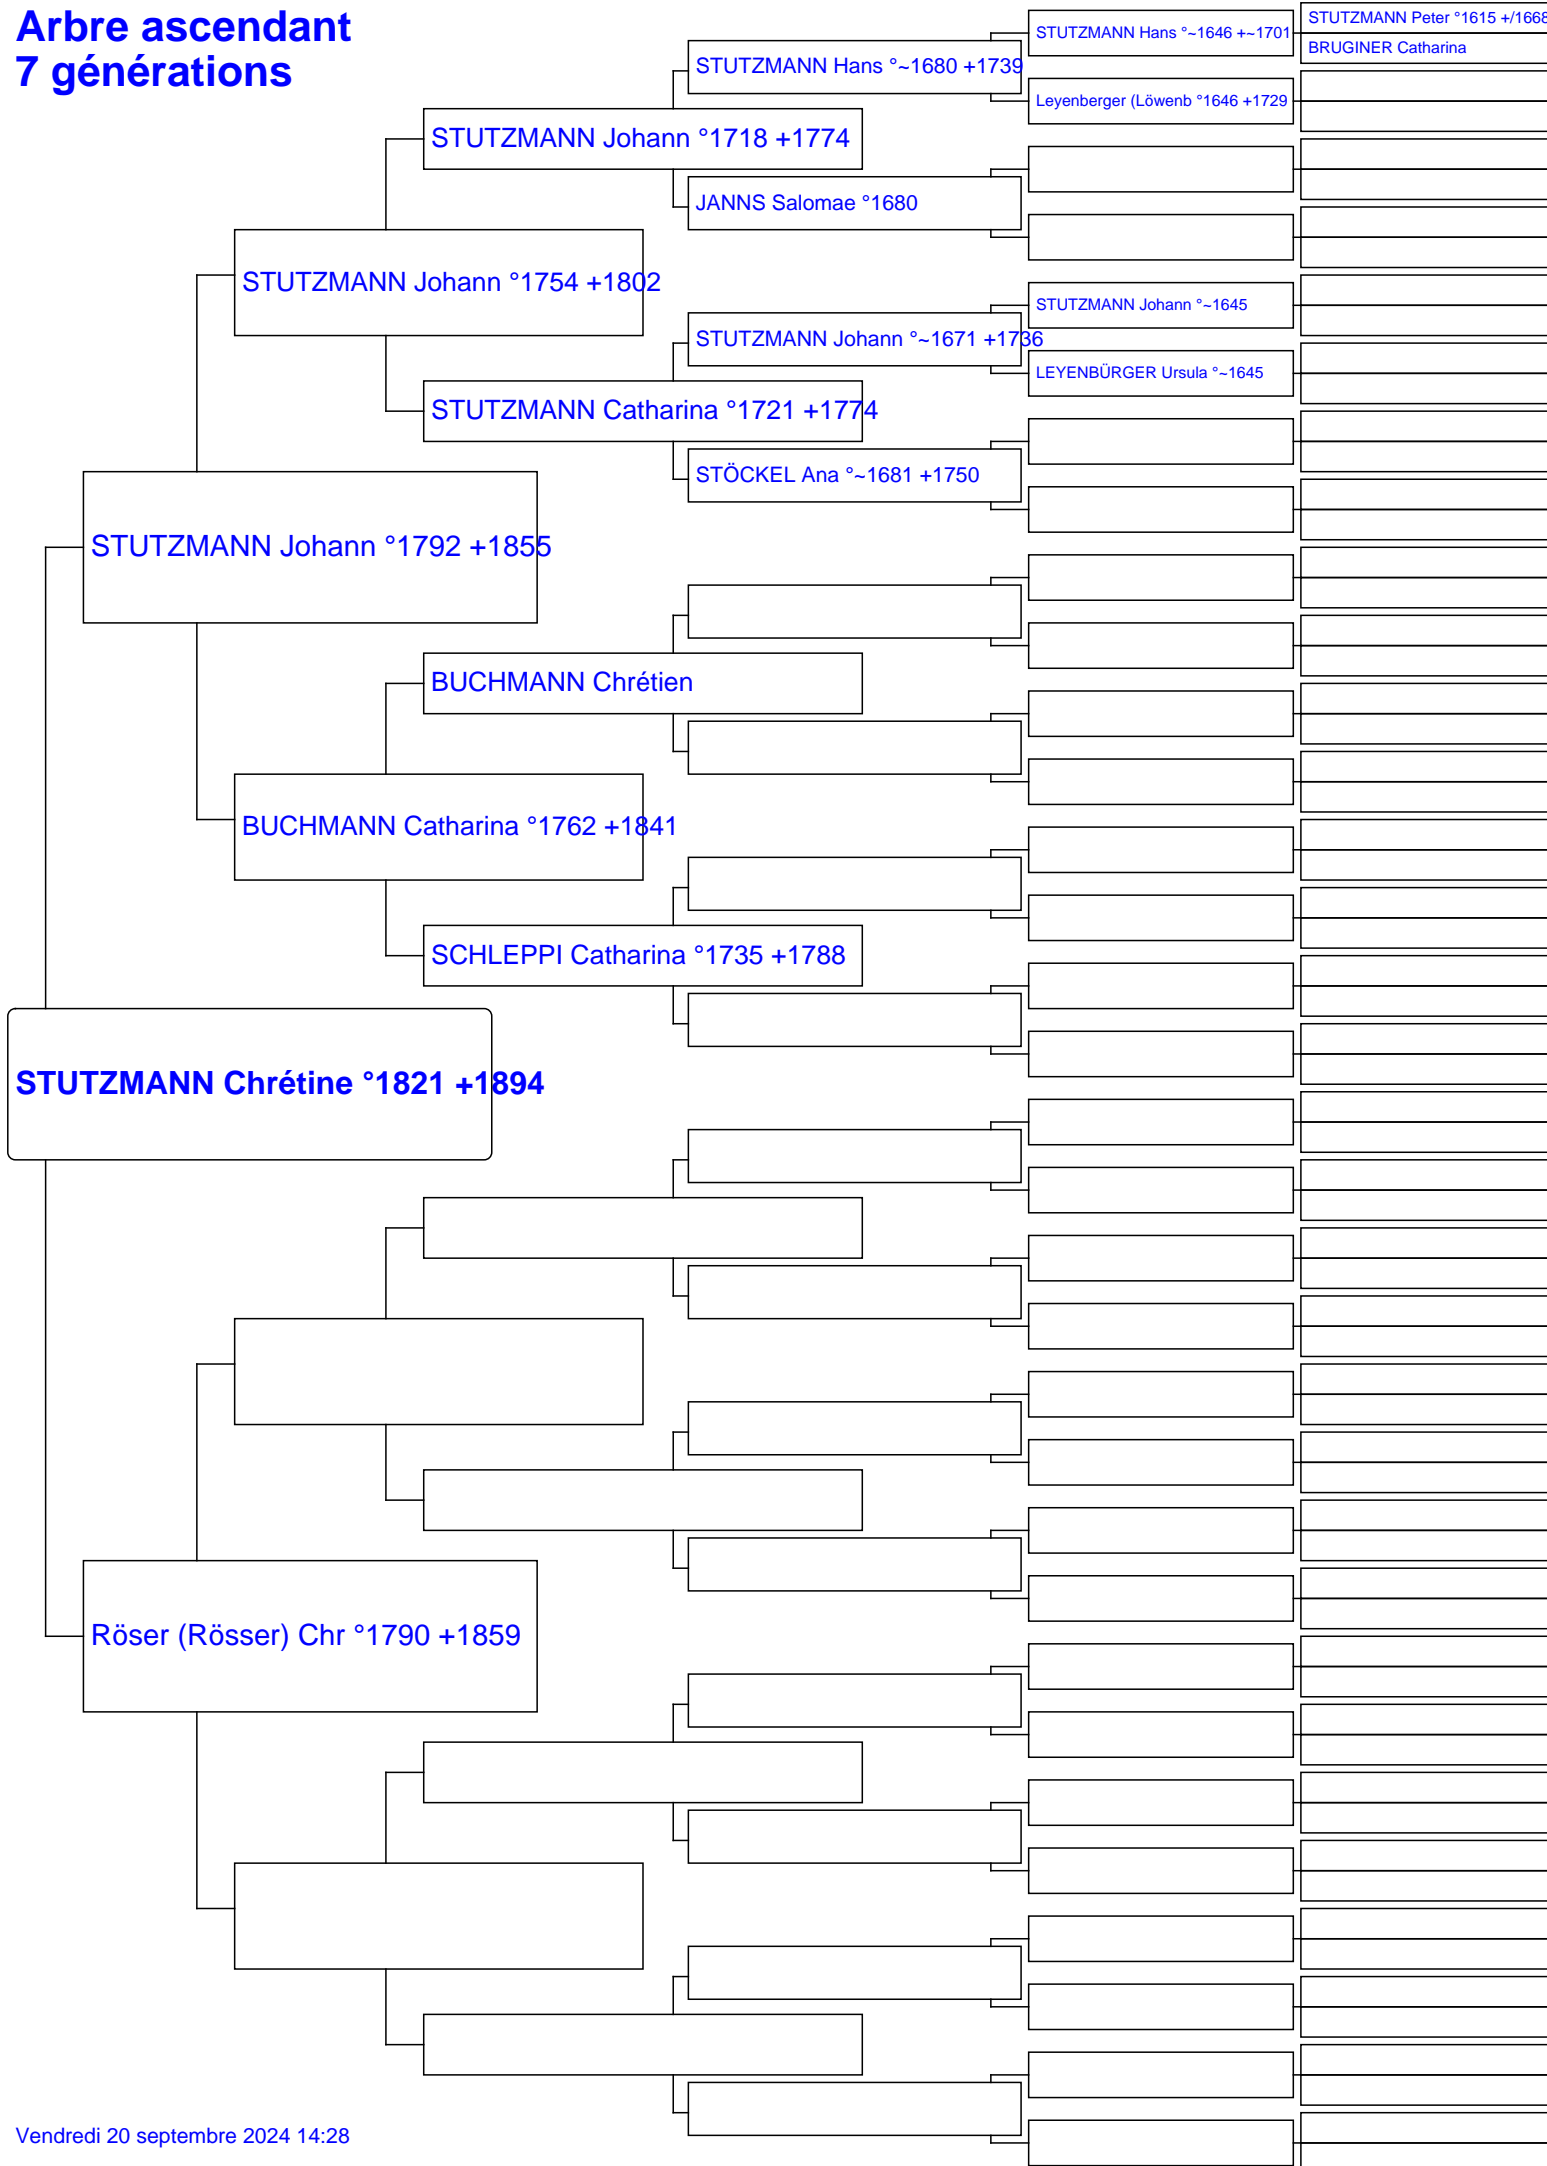 Arbre ascendant
7 générations
STUTZMANN Peter °1615 +/1668
STUTZMANN Hans °~1646 +~1701
BRUGINER Catharina
STUTZMANN Hans °~1680 +1739
Leyenberger (Löwenb °1646 +1729
STUTZMANN Johann °1718 +1774
JANNS Salomae °1680
STUTZMANN Johann °1754 +1802
STUTZMANN Johann °~1645
STUTZMANN Johann °~1671 +1736
LEYENBÜRGER Ursula °~1645
STUTZMANN Catharina °1721 +1774
STÖCKEL Ana °~1681 +1750
STUTZMANN Johann °1792 +1855
BUCHMANN Chrétien
BUCHMANN Catharina °1762 +1841
SCHLEPPI Catharina °1735 +1788
STUTZMANN Chrétine °1821 +1894
Röser (Rösser) Chr °1790 +1859
Vendredi 20 septembre 2024 14:28